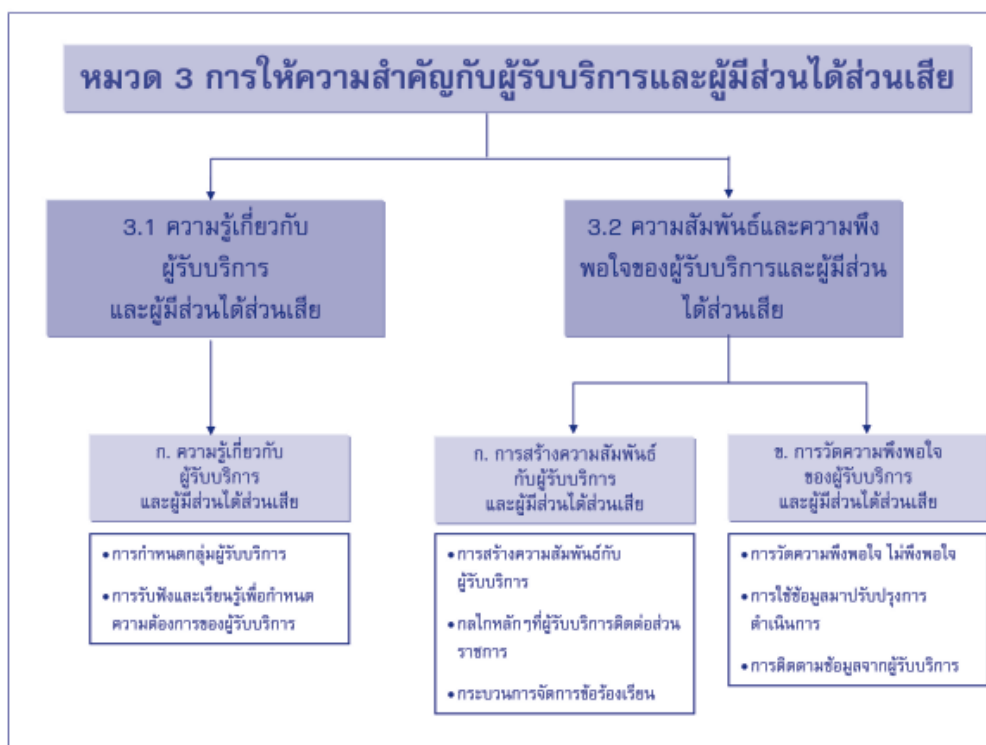 หมวด 3 การให้ความสำคัญกับผู้รับบริการและผู้มีส่วนได้ส่วนเสีย
3.1 ความรู้เกี่ยวกับ
ผู้รับบริการ
และผู้มีส่วนได้ส่วนเสีย
3.2 ความสัมพันธ์และความพึง
พอใจของผู้รับบริการและผู้มีส่วน
ได้ส่วนเสีย
ก. ความรู้เกี่ยวกับ
ผู้รับบริการ
และผู้มีส่วนได้ส่วนเสีย
•การกำหนดกลุ่มผู้รับบริการ
•การรับฟังและเรียนรู้เพื่อกำหนด
ความต้องการของผู้รับบริการ
ก. การสร้างความสัมพันธ์
กับผู้รับบริการ
และผู้มีส่วนได้ส่วนเสีย
•การสร้างความสัมพันธ์กับ
ผู้รับบริการ
•กลไกหลักๆที่ผู้รับบริการติดต่อส่วน
ราชการ
•กระบวนการจัดการข้อร้องเรียน
ข. การวัดความพึงพอใจ
ของผู้รับบริการ
และผู้มีส่วนได้ส่วนเสีย
•การวัดความพึงพอใจ ไม่พึงพอใจ
•การใช้ข้อมูลมาปรับปรุงการ
ดำเนินการ
•การติดตามข้อมูลจากผู้รับบริการ